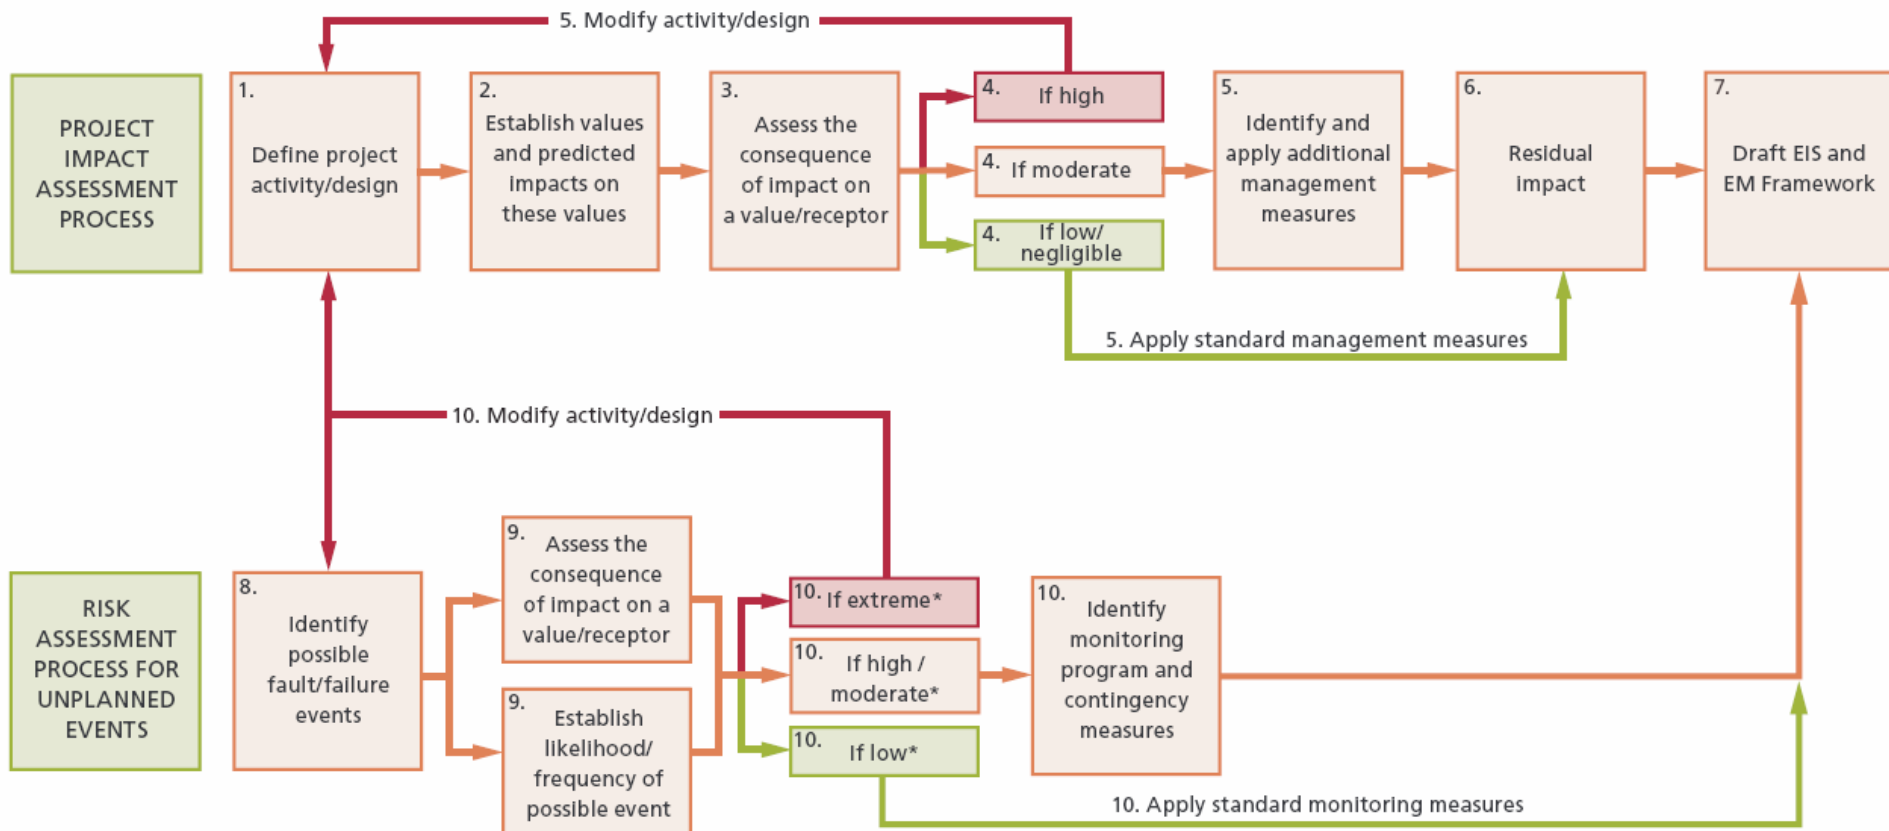 5. Modify activity/design
PROJECT
IMPACT
ASSESSMENT
PROCESS
1.
Define project
activity/design
2.
Establish values
and predicted
impacts on
these values
3.
Assess the
consequence
of impact on
a value/receptor
4. If high
4. If moderate
4. If low/
negligible
5.
Identify and
apply additional
management
measures
6.
Residual
impact
7.
Draft EIS and
EM Framework
5. Apply standard management measures
10. Modify activity/design
RISK
ASSESSMENT
PROCESS FOR
UNPLANNED
EVENTS
8.
Identify
possible
fault/failure
events
9.
Assess the
consequence
of impact on a
value/receptor
9.
Establish
likelihood/
frequency of
possible event
10. If extreme*
10.
If high /
moderate*
10. If low*
10.
Identify
monitoring
program and
contingency
measures
10. Apply standard monitoring measures